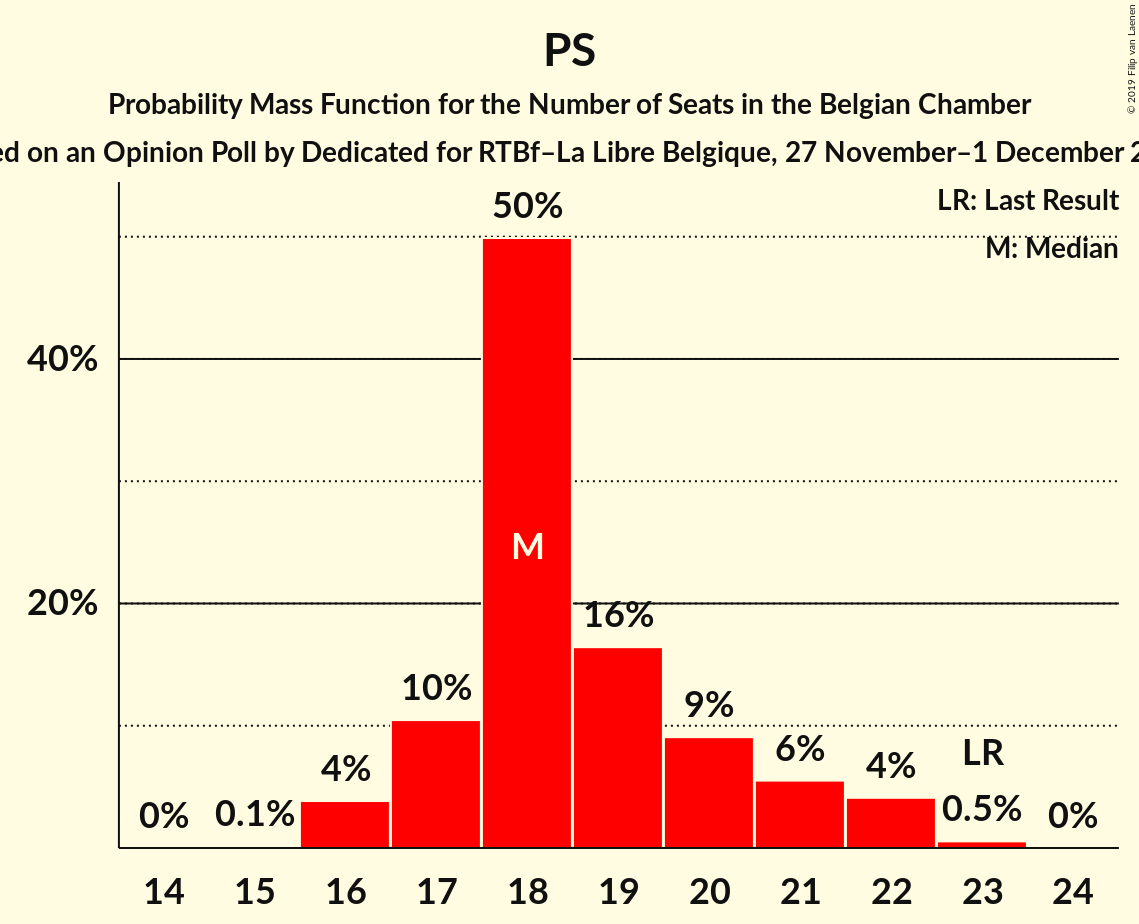 PS
Probability Mass Function for the Number of Seats in the Belgian Chamber
on an Opinion Poll by Dedicated for RTBf–La Libre Belgique, 27 November–1 December
© 2019 Filip van Laenen
LR: Last Result
M: Median
50%
40%
20%
M
16%
10%
9%
6%
4%
4%
LR
0%
0.1%
0.5%
0%
14 15 16 17 18 19 20 21 22 23 24